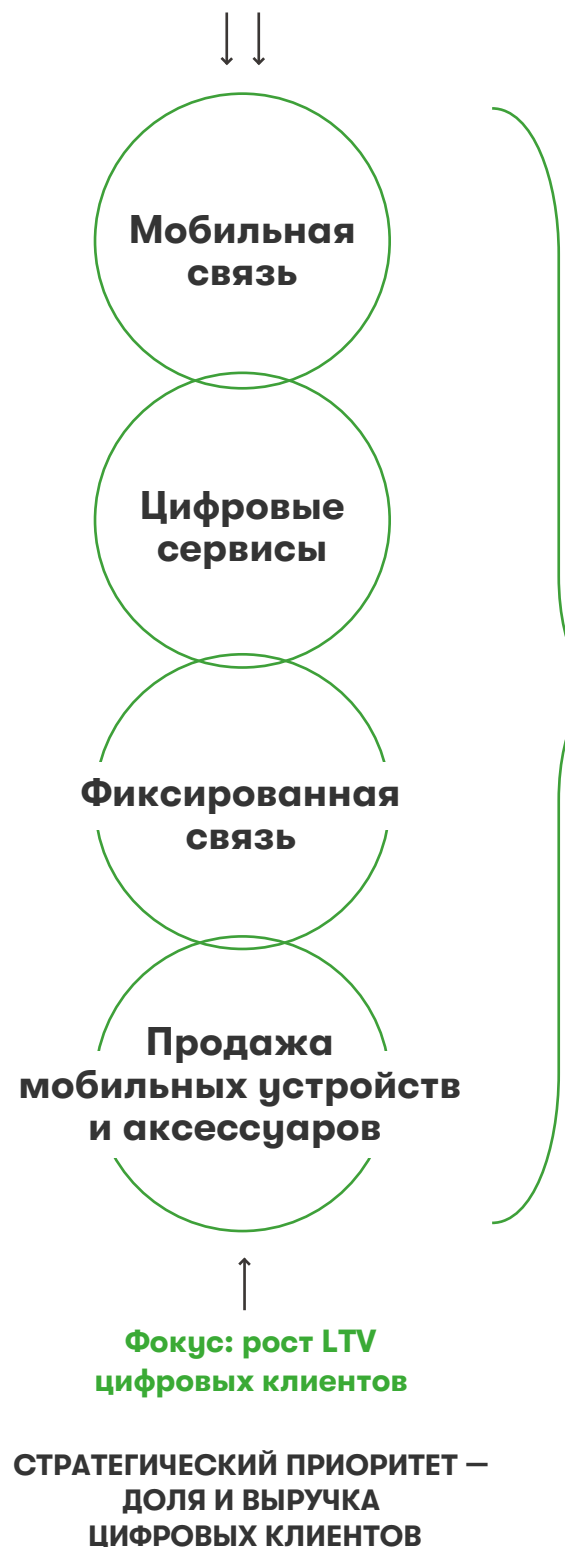 Мобильная
связь
Цифровые
сервисы
Фиксированная
связь
Продажа
мобильных устройств
и аксессуаров
Фокус: рост LTV
цифровых клиентов
СТРАТЕГИЧЕСКИЙ ПРИОРИТЕТ —
ДОЛЯ И ВЫРУЧКА
ЦИФРОВЫХ КЛИЕНТОВ